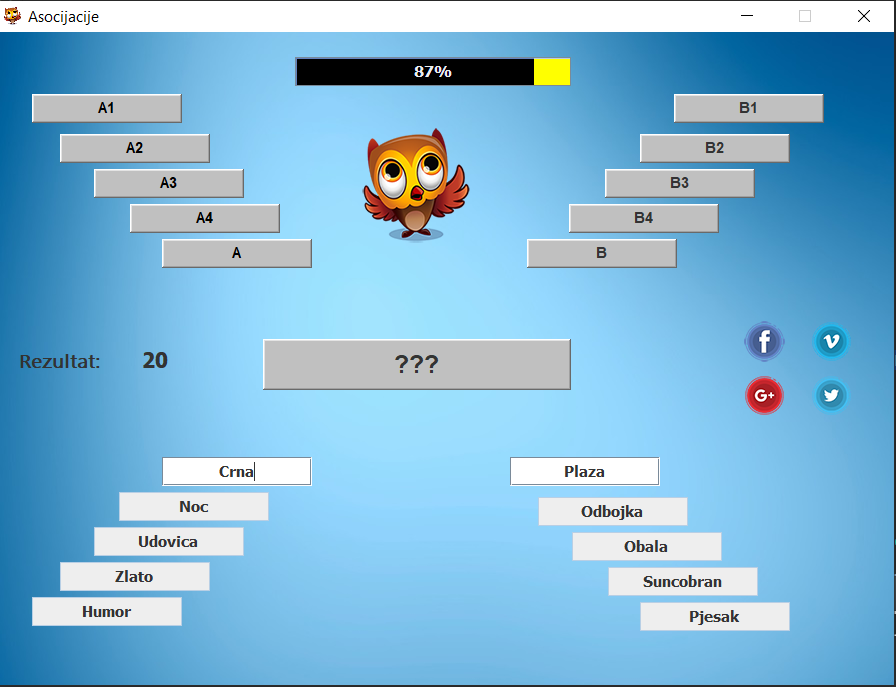 Asocijacije
87%
A1
B1
A2
B2
A3
B3
A4
B4
A
B
Rezultat: 20
???
f
v
G+
Crna
Plaza
Noc
Odbojka
Udovica
Obala
Zlato
Suncobran
Humor
Pjesak